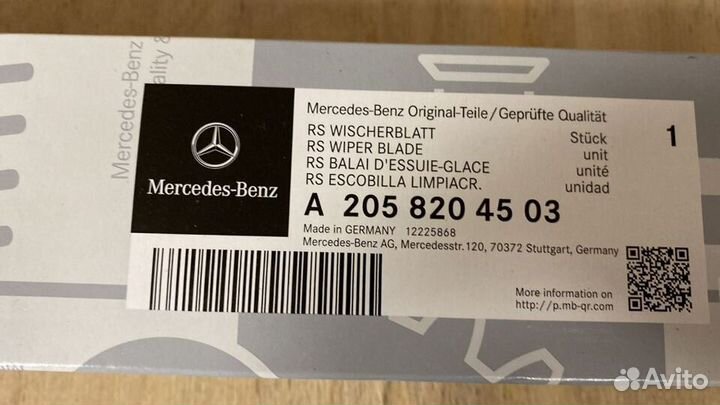 Mercedes-Benz
ality &
Mercedes-Benz
Mercedes-Benz Original-Teile/Geprüfte Qualität
RS WISCHERBLATT Stück 1
RS WIPER BLADE unit
RS BALAI D'ESSUIE-GLACE unité
RS ESCOBILLA LIMPIACR. unidad
A 205 820 45 03
Made in GERMANY 12225868
Mercedes-Benz AG, Mercedesstr.120, 70372 Stuttgart, Germany
More information on
http://p.mb-qr.com
Avito